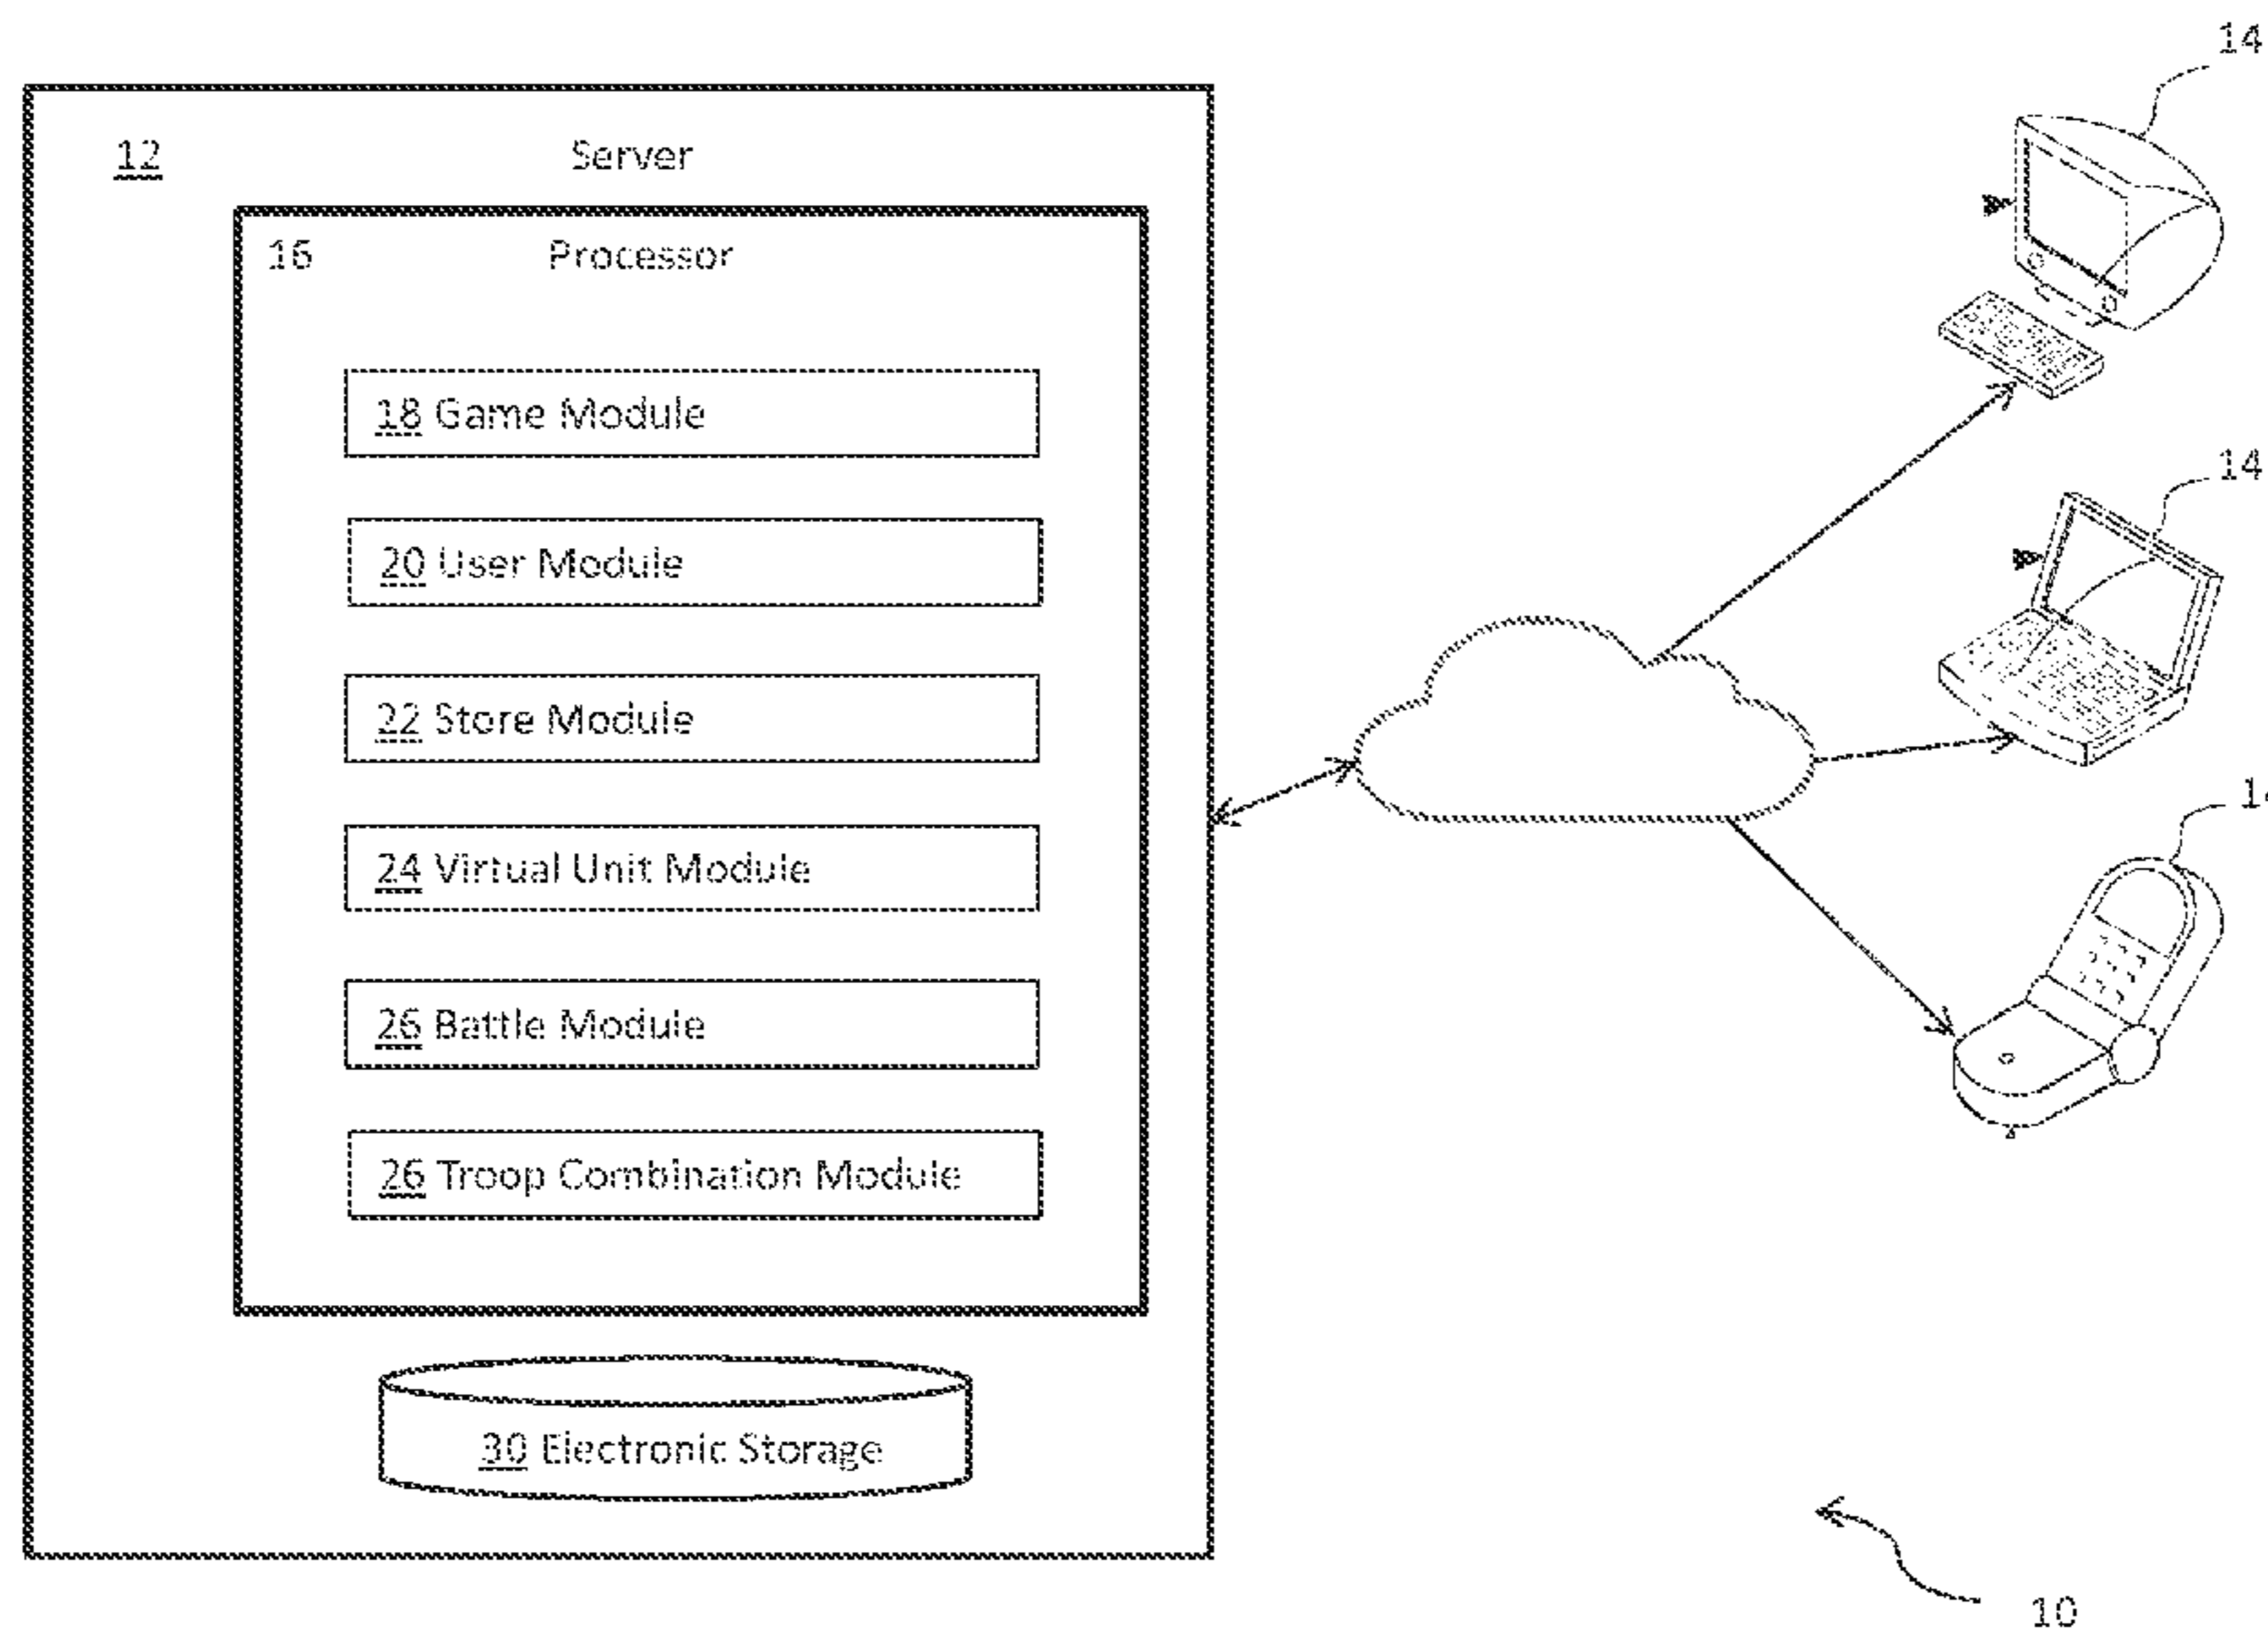 14
12 Server
16 Processor
18 Game Module
20 User Module
14
22 Store Module
14
24 Virtual Unit Module
26 Battle Module
26 Troop Combination Module
30 Electronic Storage
10